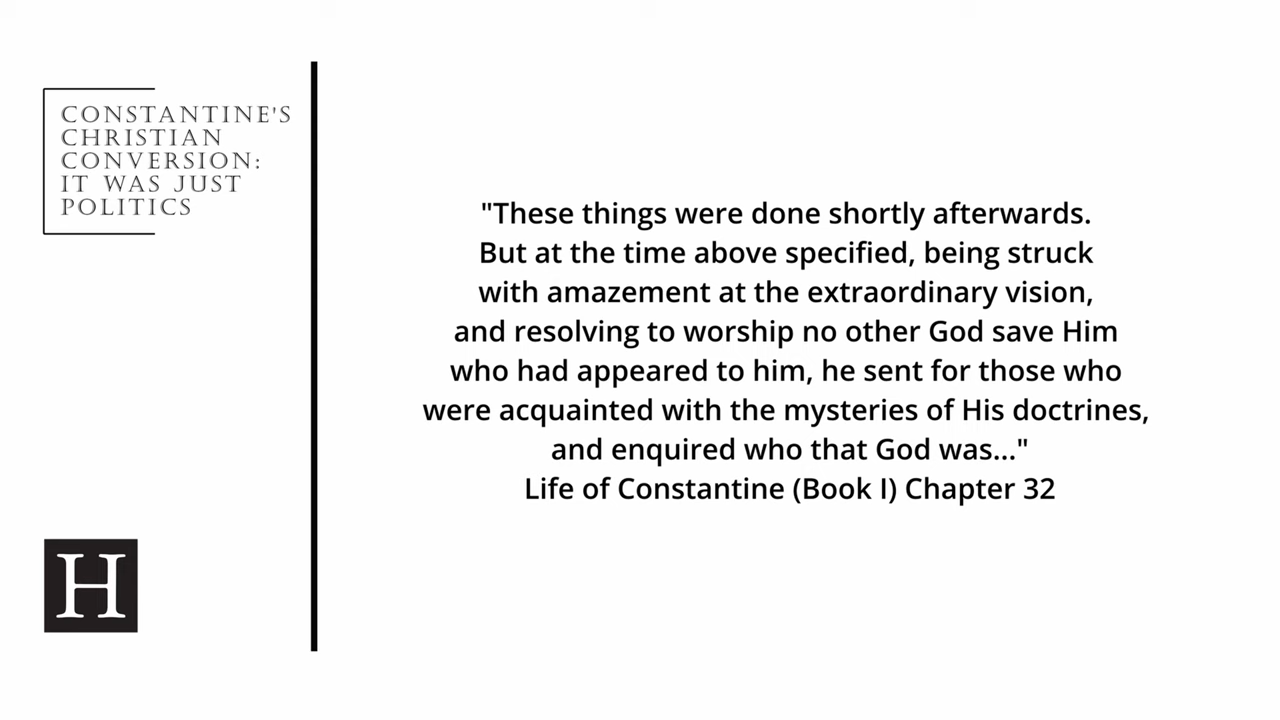 CONSTANTINE'S
CHRISTIAN
CONVERSION:
IT WAS JUST
POLITICS
"These things were done shortly afterwards.
But at the time above specified, being struck
with amazement at the extraordinary vision,
and resolving to worship no other God save Him
who had appeared to him, he sent for those who
were acquainted with the mysteries of His doctrines,
and enquired who that God was..."
Life of Constantine (Book I) Chapter 32
H